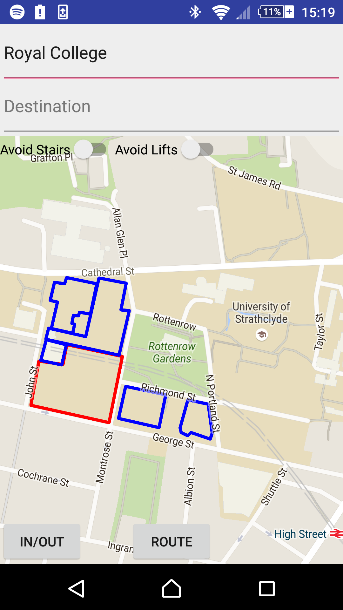 11% 15:19
Royal College
Destination
Avoid Stairs Avoid Lifts
Grafton Pl
St James Rd
Allan Glen Pl
Cathedral St
Rottenrow
University of
Strathclyde
Taylor St
Rottenrow
Gardens
John St
Richmond St
N Portland St
George St
Montrose St
Cochrane St
Albion St
Shuttle St
High Street
Ingran
IN/OUT
ROUTE